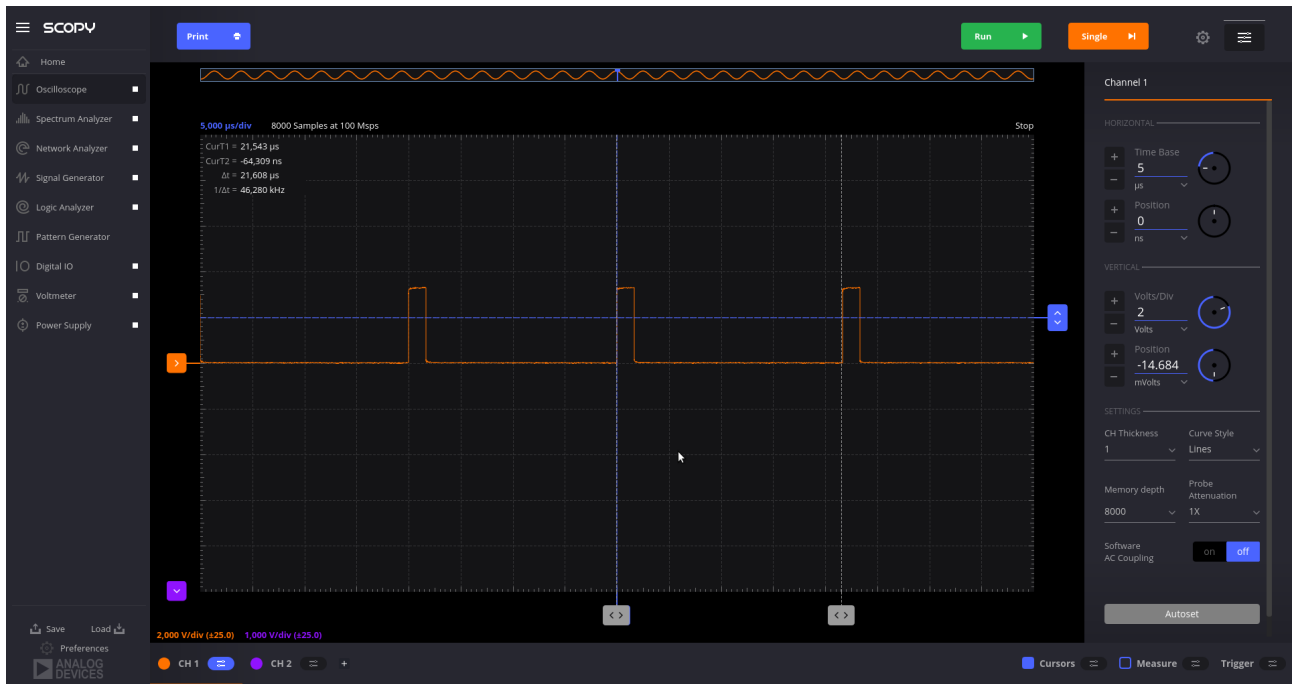 SCOPY
Print
Run
Single
Home
Oscilloscope
Spectrum Analyzer
Network Analyzer
Signal Generator
Logic Analyzer
Pattern Generator
Digital IO
Voltmeter
Power Supply
Save Load
Preferences
ANALOG
DEVICES
5,000 µs/div 8000 Samples at 100 Msps Stop
CurT1 = 21,543 µs
CurT2 = -64,309 ns
Δt = 21,608 µs
1/Δt = 46,280 kHz
2,000 V/div (±25.0) 1,000 V/div (±25.0)
CH 1 CH 2 + Cursors Measure Trigger
Channel 1
HORIZONTAL
+ Time Base
5
− µs
+ Position
0
− ns
VERTICAL
+ Volts/Div
2
− Volts
+ Position
-14.684
− mVolts
SETTINGS
CH Thickness Curve Style
1 Lines
Memory depth Probe
Attenuation
8000 1X
Software
AC Coupling on off
Autoset